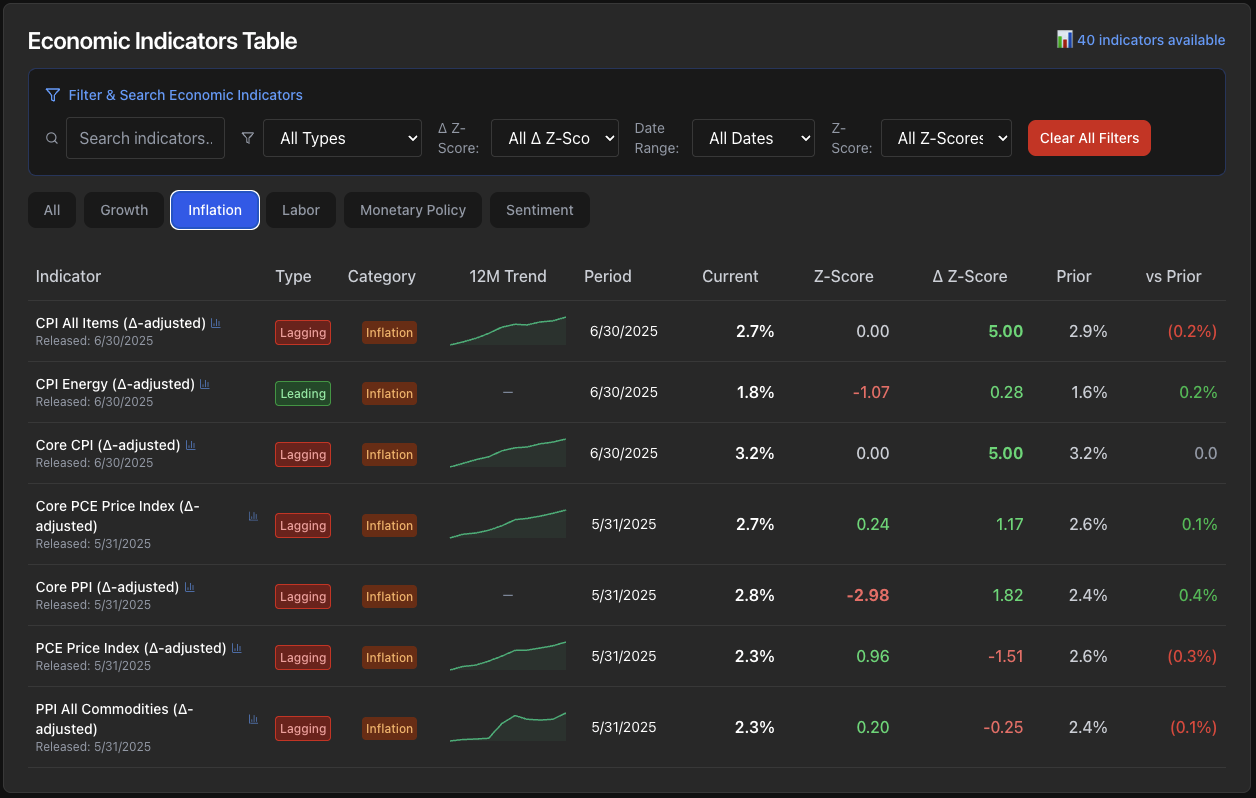 Economic Indicators Table
40 indicators available
Filter & Search Economic Indicators
Search indicators..
All Types
Δ Z-
Score:
All Δ Z-Sco
Date
Range:
All Dates
Z-
Score:
All Z-Scores
Clear All Filters
All Growth Inflation Labor Monetary Policy Sentiment
Indicator Type Category 12M Trend Period Current Z-Score Δ Z-Score Prior vs Prior
CPI All Items (Δ-adjusted)
Released: 6/30/2025
Lagging Inflation 6/30/2025 2.7% 0.00 5.00 2.9% (0.2%)
CPI Energy (Δ-adjusted)
Released: 6/30/2025
Leading Inflation — 6/30/2025 1.8% -1.07 0.28 1.6% 0.2%
Core CPI (Δ-adjusted)
Released: 6/30/2025
Lagging Inflation 6/30/2025 3.2% 0.00 5.00 3.2% 0.0
Core PCE Price Index (Δ-
adjusted)
Released: 5/31/2025
Lagging Inflation 5/31/2025 2.7% 0.24 1.17 2.6% 0.1%
Core PPI (Δ-adjusted)
Released: 5/31/2025
Lagging Inflation — 5/31/2025 2.8% -2.98 1.82 2.4% 0.4%
PCE Price Index (Δ-adjusted)
Released: 5/31/2025
Lagging Inflation 5/31/2025 2.3% 0.96 -1.51 2.6% (0.3%)
PPI All Commodities (Δ-
adjusted)
Released: 5/31/2025
Lagging Inflation 5/31/2025 2.3% 0.20 -0.25 2.4% (0.1%)